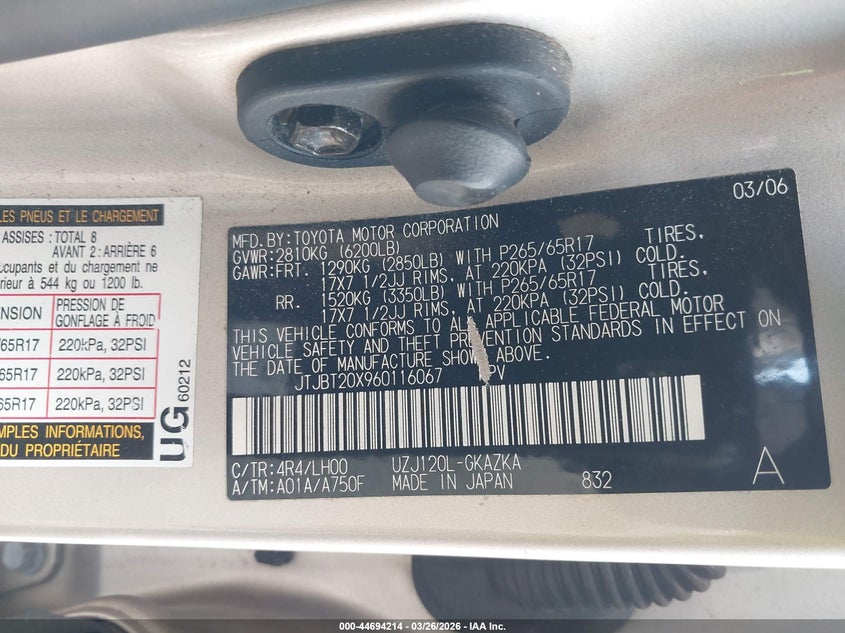 LES PNEUS ET LE CHARGEMENT
ASSISES : TOTAL 8
AVANT 2 : ARRIÈRE 6
ccupants et du chargement ne
rieur à 544 kg ou 1200 lb.
ENSION PRESSION DE GONFLAGE À FROID
/65R17 220kPa, 32PSI
65R17 220kPa, 32PSI
65R17 220kPa, 32PSI
MPLES INFORMATIONS,
DU PROPRIÉTAIRE
UG 60212
03/06
MFD.BY:TOYOTA MOTOR CORPORATION
GVWR:2810KG (6200LB)
GAWR:FRT. 1290KG (2850LB) WITH P265/65R17 TIRES,
17X7 1/2JJ RIMS, AT 220KPA (32PSI) COLD.
RR. 1520KG (3350LB) WITH P265/65R17 TIRES,
17X7 1/2JJ RIMS, AT 220KPA (32PSI) COLD.
THIS VEHICLE CONFORMS TO ALL APPLICABLE FEDERAL MOTOR
VEHICLE SAFETY AND THEFT PREVENTION STANDARDS IN EFFECT ON
THE DATE OF MANUFACTURE SHOWN ABOVE.
JTJBT20X960116067 PV
C/TR:4R4/LH00 UZJ120L-GKAZKA
A/TM:A01A/A750F MADE IN JAPAN 832
A
000-44694214 - 03/26/2026 - IAA Inc.